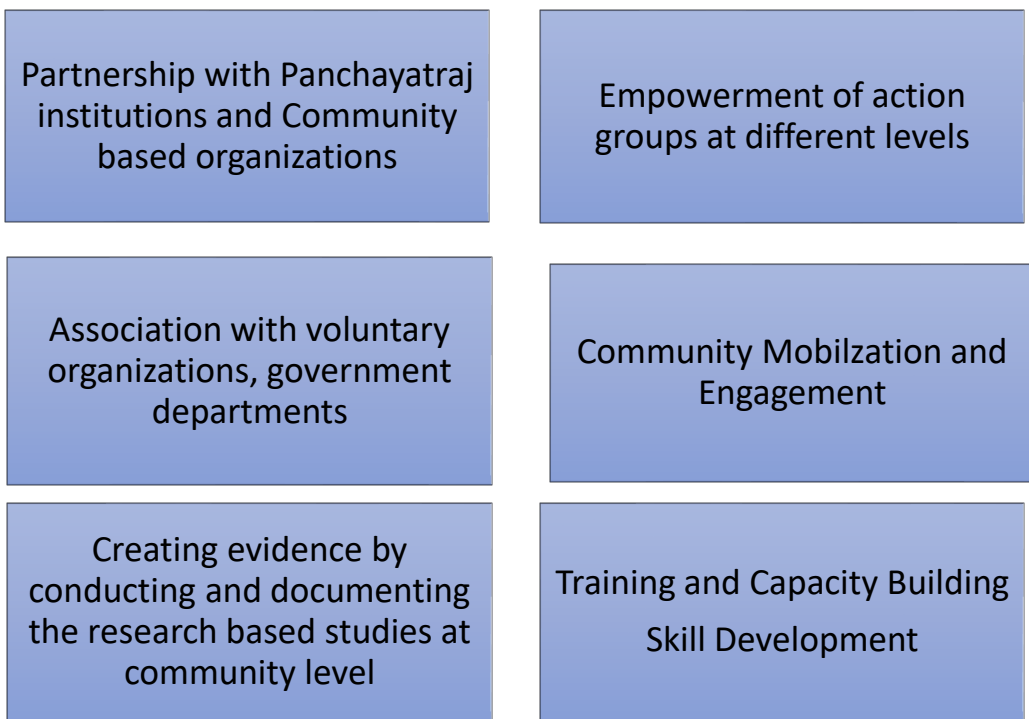 Partnership with Panchayatraj
institutions and Community
based organizations
Empowerment of action
groups at different levels
Association with voluntary
organizations, government
departments
Community Mobilzation and
Engagement
Creating evidence by
conducting and documenting
the research based studies at
community level
Training and Capacity Building
Skill Development